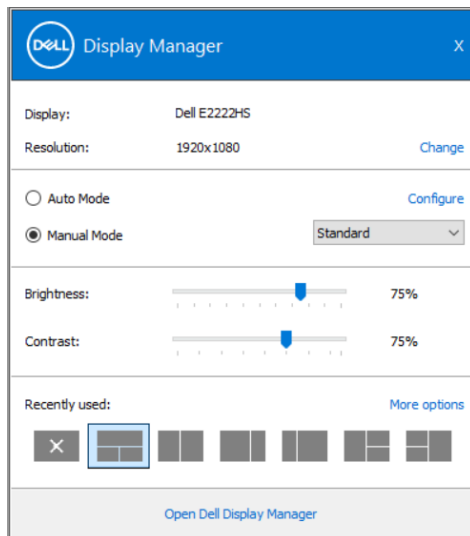 DELL Display Manager X
Display: Dell E2222HS
Resolution: 1920x1080 Change
Auto Mode Configure
Manual Mode Standard
Brightness: 75%
Contrast: 75%
Recently used: More options
Open Dell Display Manager